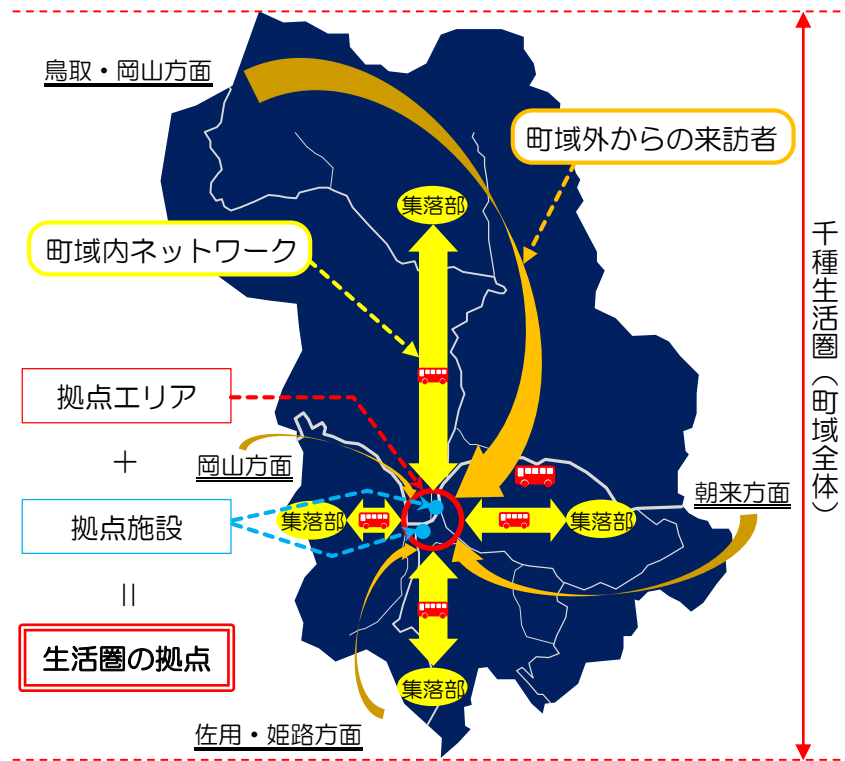 鳥取・岡山方面
町域外からの来訪者
集落部
町域内ネットワーク
千種生活圏（町域全体）
拠点エリア
＋
岡山方面
朝来方面
拠点施設
集落部
集落部
＝
生活圏の拠点
集落部
佐用・姫路方面